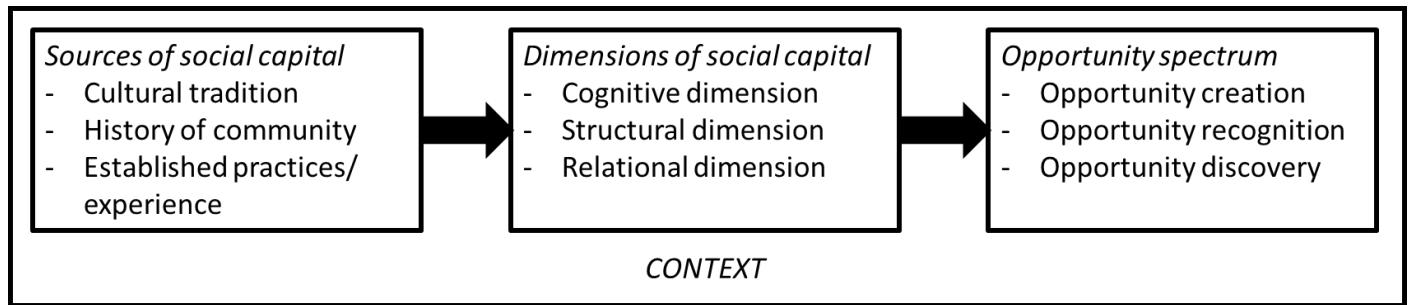 Sources of social capital
- Cultural tradition
- History of community
- Established practices/
experience
Dimensions of social capital
- Cognitive dimension
- Structural dimension
- Relational dimension
Opportunity spectrum
- Opportunity creation
- Opportunity recognition
- Opportunity discovery
CONTEXT